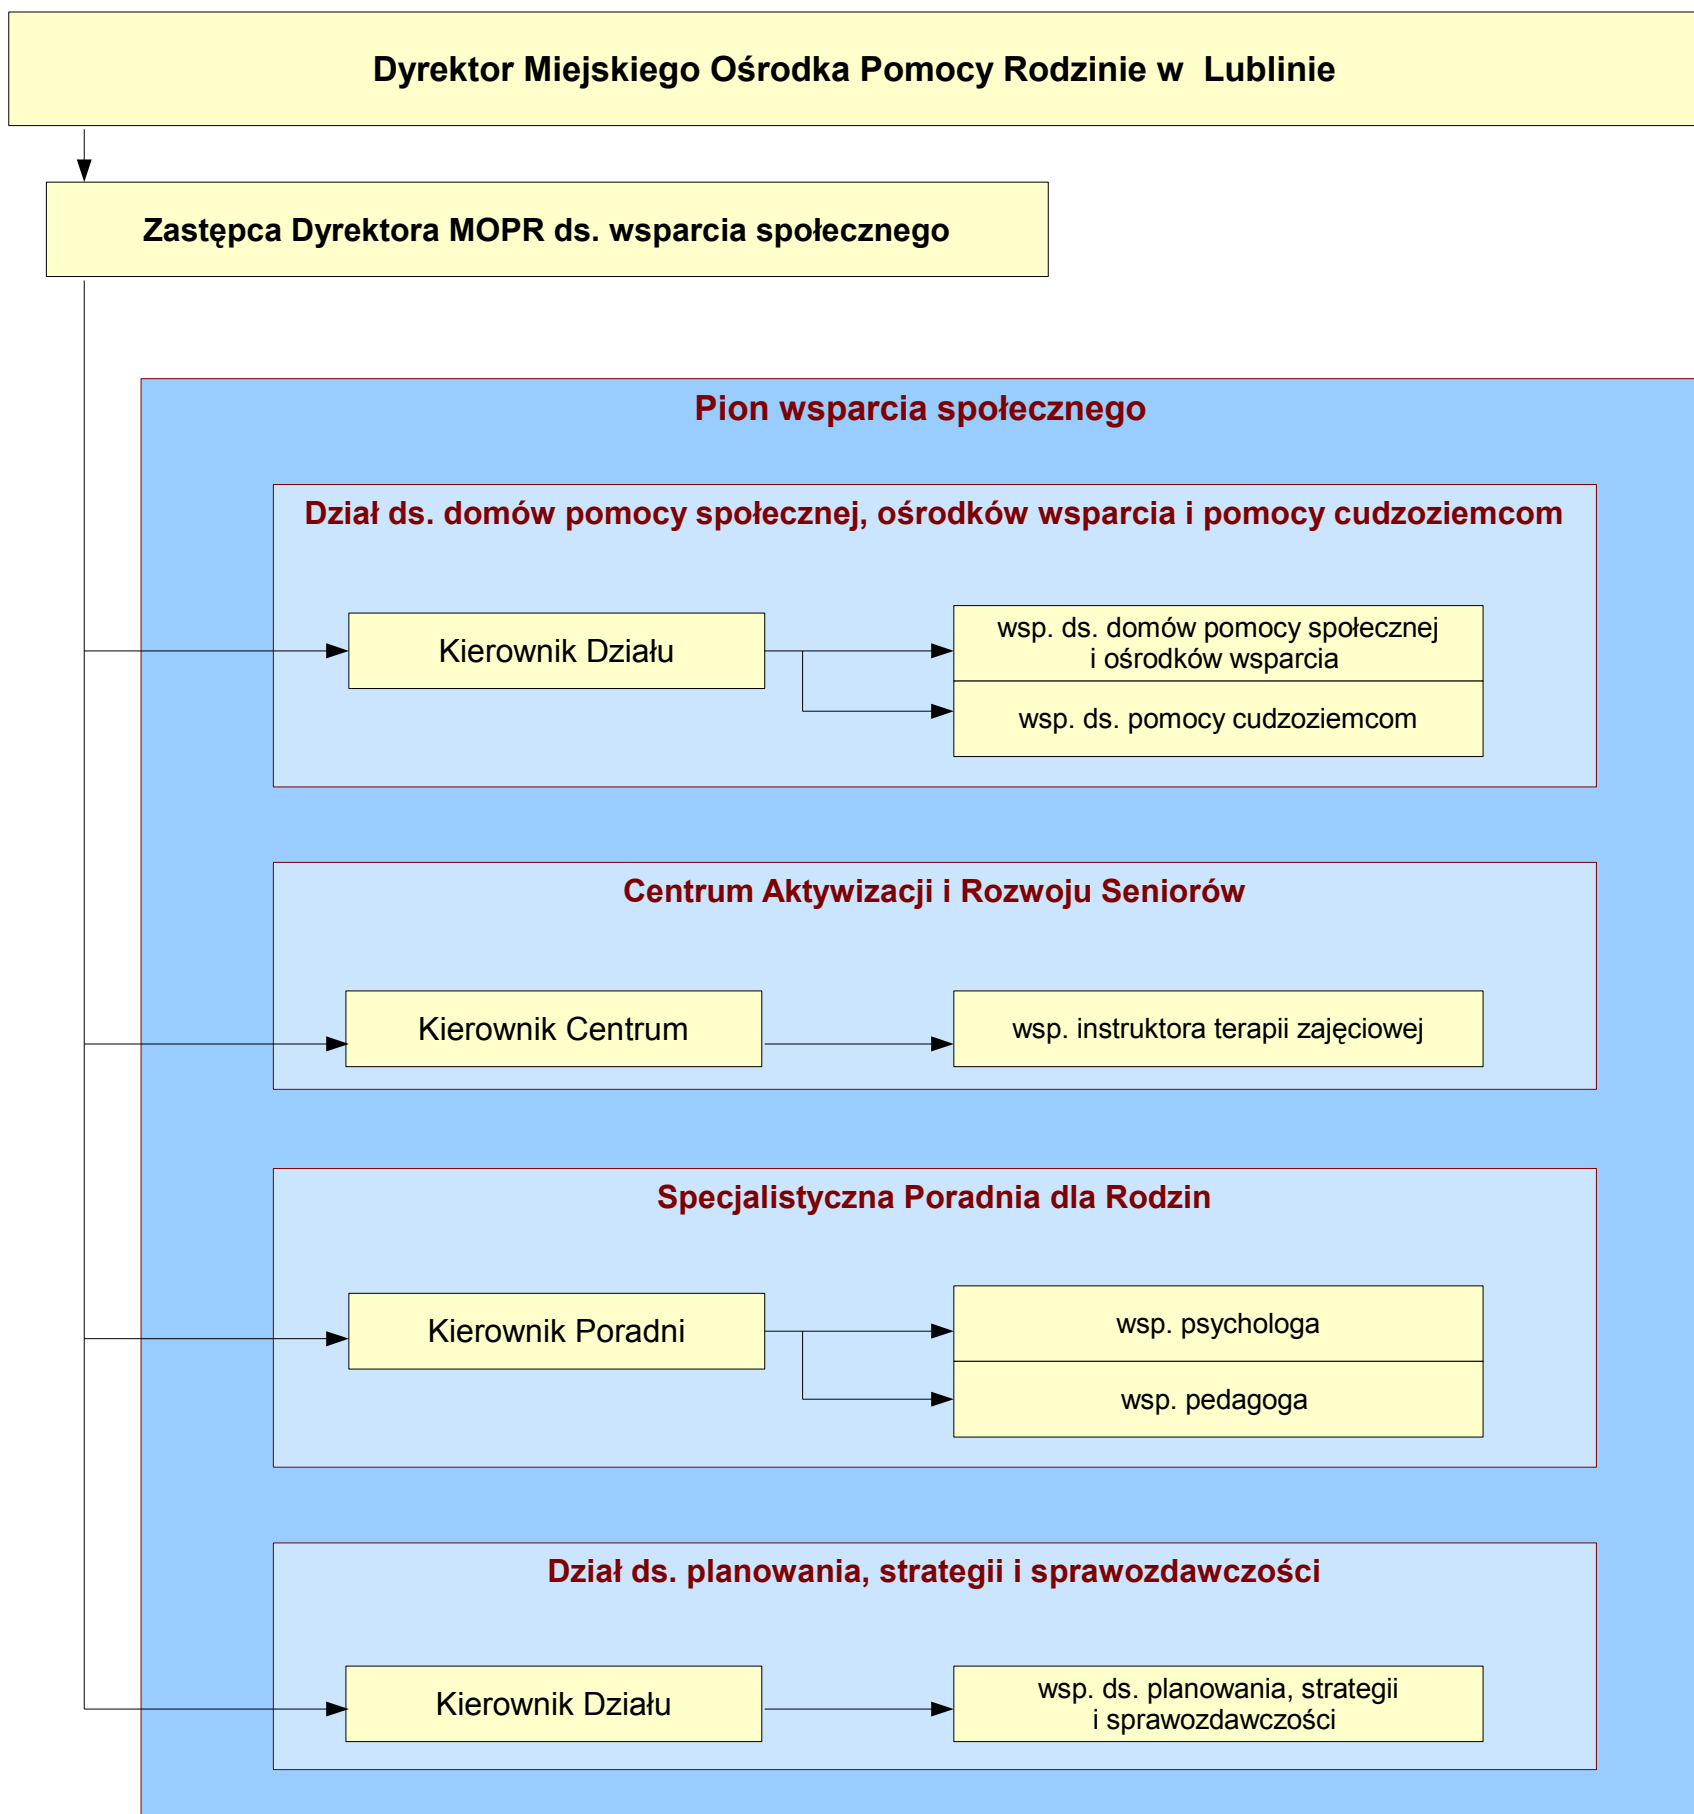 Dyrektor Miejskiego Ośrodka Pomocy Rodzinie w  Lublinie
Zastępca Dyrektora MOPR ds. wsparcia społecznego
Pion wsparcia społecznego
Dział ds. domów pomocy społecznej, ośrodków wsparcia i pomocy cudzoziemcom
Kierownik Działu
wsp. ds. domów pomocy społecznej
i ośrodków wsparcia
wsp. ds. pomocy cudzoziemcom
Centrum Aktywizacji i Rozwoju Seniorów
Kierownik Centrum
wsp. instruktora terapii zajęciowej
Specjalistyczna Poradnia dla Rodzin
Kierownik Poradni
wsp. psychologa
wsp. pedagoga
Dział ds. planowania, strategii i sprawozdawczości
Kierownik Działu
wsp. ds. planowania, strategii
i sprawozdawczości